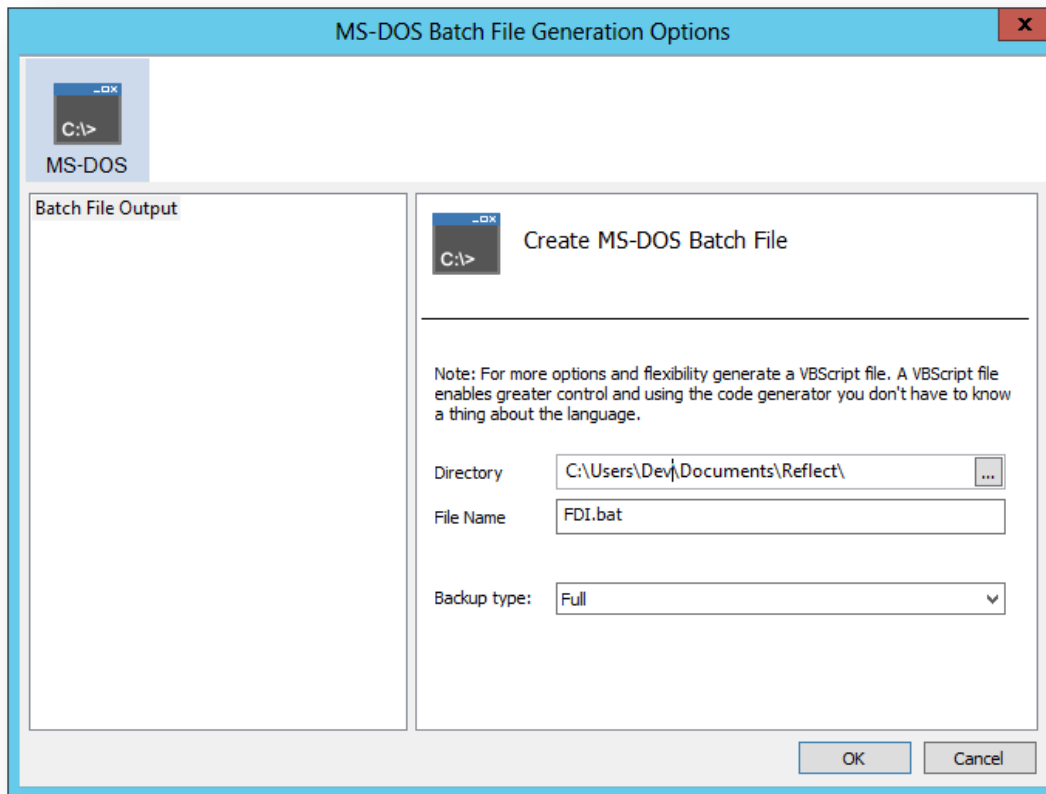 MS-DOS Batch File Generation Options
x
C:\>
MS-DOS
Batch File Output
C:\>
Create MS-DOS Batch File
Note: For more options and flexibility generate a VBScript file. A VBScript file
enables greater control and using the code generator you don't have to know
a thing about the language.
Directory C:\Users\Dev\Documents\Reflect\ ...
File Name FDI.bat
Backup type: Full
OK Cancel